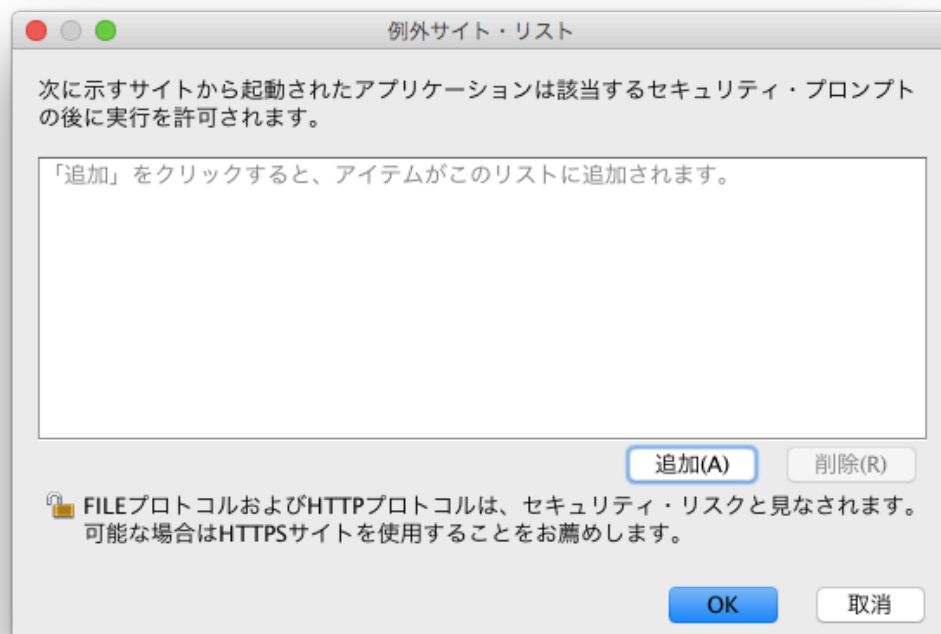 例外サイト・リスト
次に示すサイトから起動されたアプリケーションは該当するセキュリティ・プロンプト
の後に実行を許可されます。
「追加」をクリックすると、アイテムがこのリストに追加されます。
追加(A) 削除(R)
FILEプロトコルおよびHTTPプロトコルは、セキュリティ・リスクと見なされます。
可能な場合はHTTPSサイトを使用することをお薦めします。
OK 取消